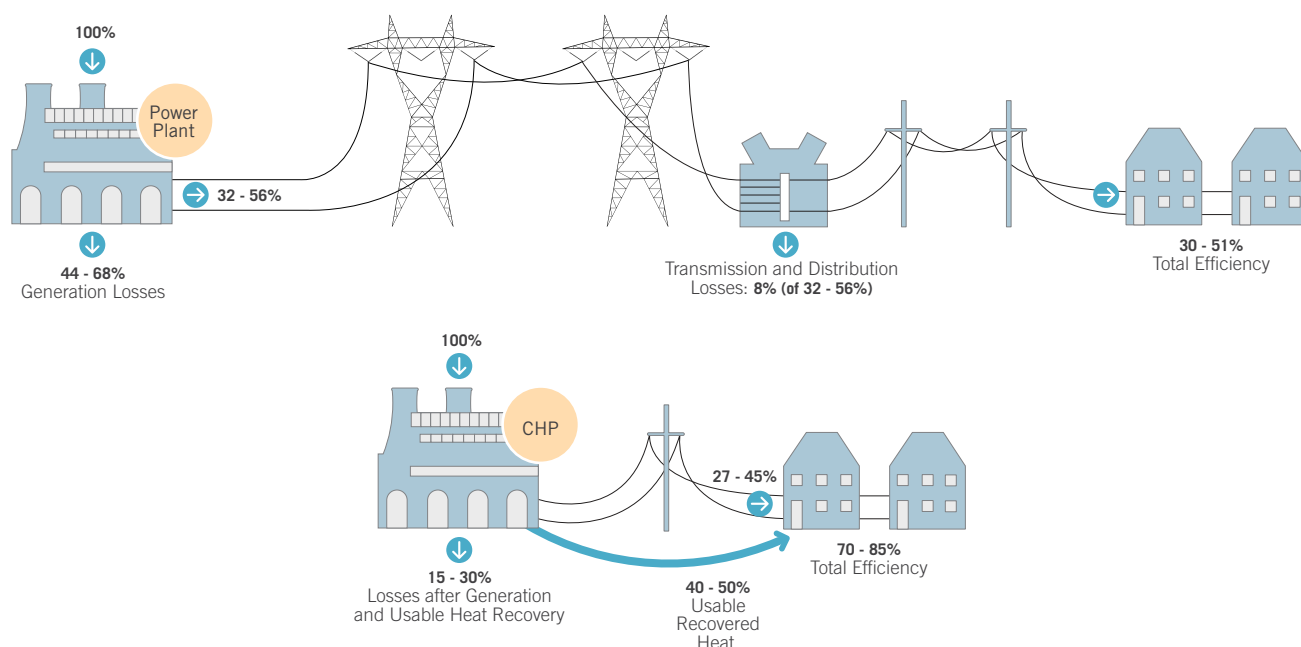 100%
Power
Plant
32 - 56%
44 - 68%
Generation Losses
Transmission and Distribution
Losses: 8% (of 32 - 56%)
30 - 51%
Total Efficiency
100%
CHP
27 - 45%
15 - 30%
Losses after Generation
and Usable Heat Recovery
40 - 50%
Usable
Recovered
Heat
70 - 85%
Total Efficiency